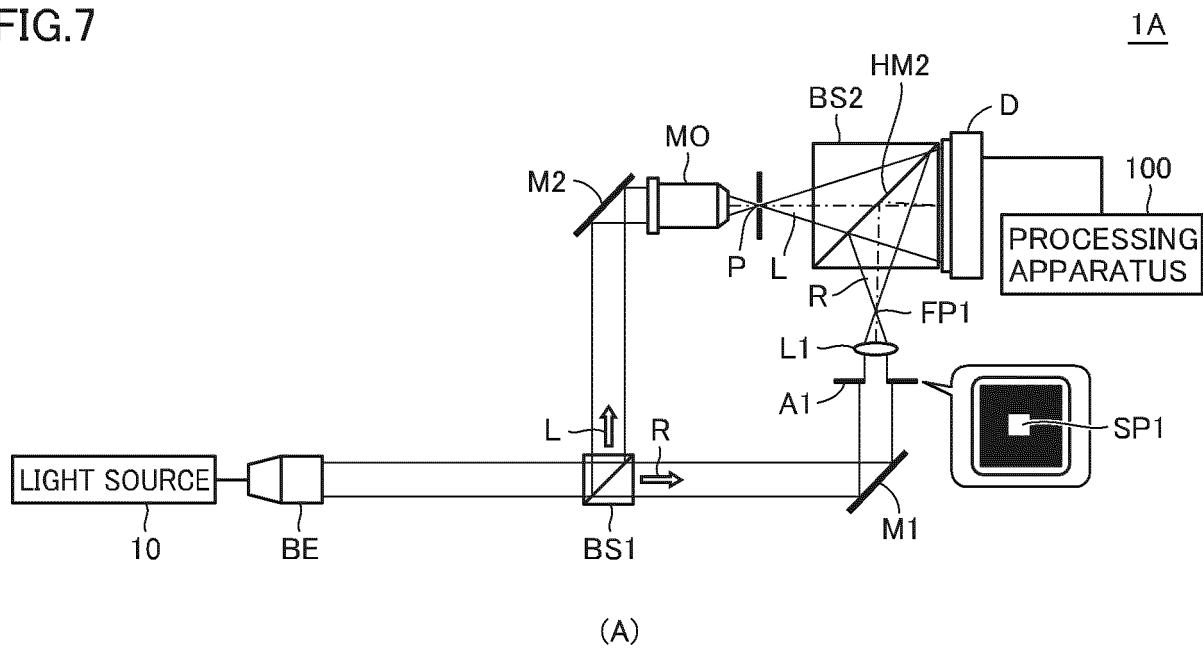 FIG.7
1A
HM2
BS2
D
MO
M2
100
PROCESSING
APPARATUS
P
L
R
FP1
L1
A1
SP1
L
R
LIGHT SOURCE
M1
10
BE
BS1
(A)